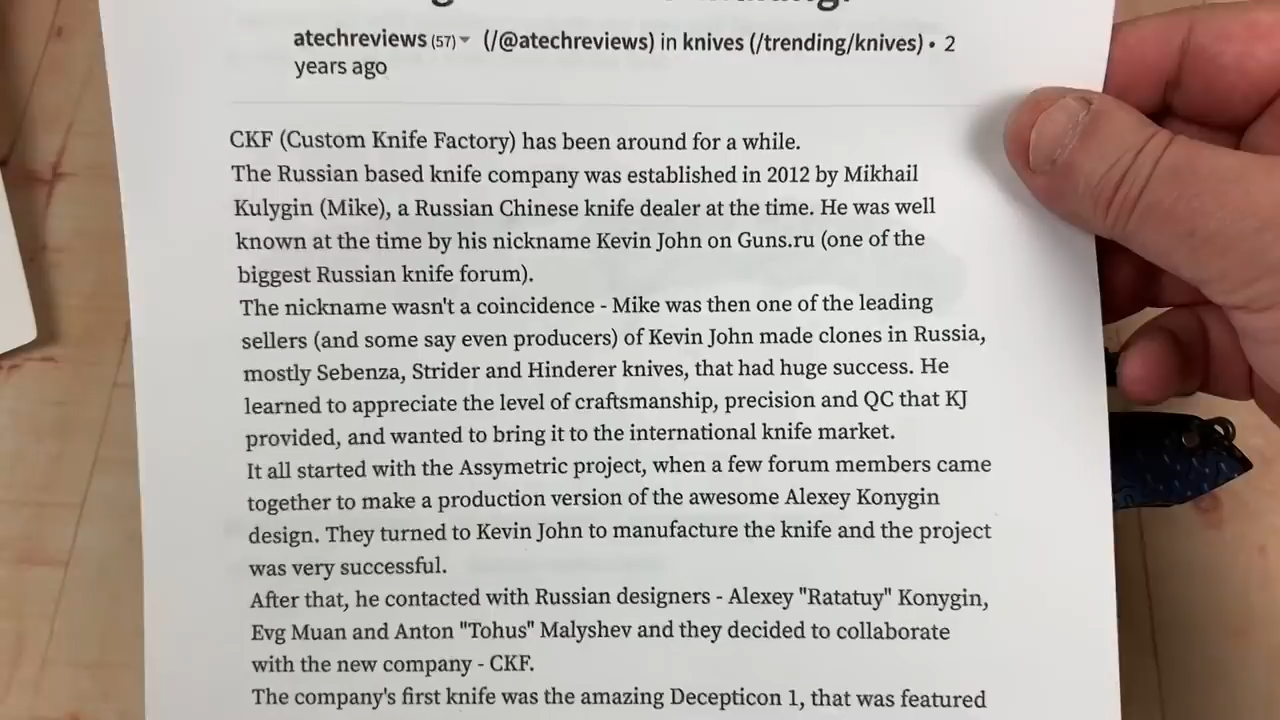 atechreviews (57) (/@atechreviews) in knives (/trending/knives) • 2
years ago
CKF (Custom Knife Factory) has been around for a while.
The Russian based knife company was established in 2012 by Mikhail
Kulygin (Mike), a Russian Chinese knife dealer at the time. He was well
known at the time by his nickname Kevin John on Guns.ru (one of the
biggest Russian knife forum).
The nickname wasn't a coincidence - Mike was then one of the leading
sellers (and some say even producers) of Kevin John made clones in Russia,
mostly Sebenza, Strider and Hinderer knives, that had huge success. He
learned to appreciate the level of craftsmanship, precision and QC that KJ
provided, and wanted to bring it to the international knife market.
It all started with the Assymetric project, when a few forum members came
together to make a production version of the awesome Alexey Konygin
design. They turned to Kevin John to manufacture the knife and the project
was very successful.
After that, he contacted with Russian designers - Alexey "Ratatuy" Konygin,
Evg Muan and Anton "Tohus" Malyshev and they decided to collaborate
with the new company - CKF.
The company's first knife was the amazing Decepticon 1, that was featured